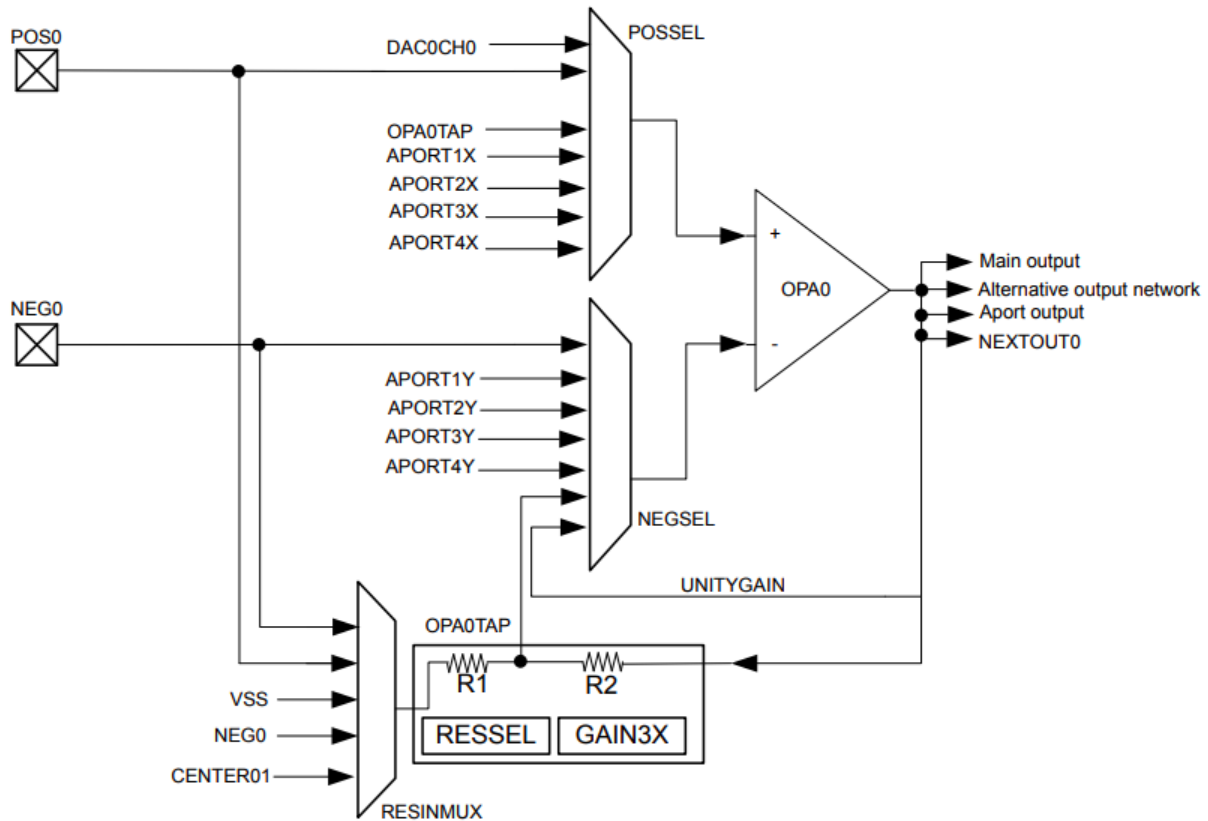 POS0
DAC0CH0
POSSEL
OPA0TAP
APORT1X
APORT2X
APORT3X
APORT4X
+
OPA0
-
Main output
Alternative output network
Aport output
NEXTOUT0
NEG0
APORT1Y
APORT2Y
APORT3Y
APORT4Y
NEGSEL
UNITYGAIN
OPA0TAP
R1
R2
VSS
NEG0
CENTER01
RESSEL
GAIN3X
RESINMUX